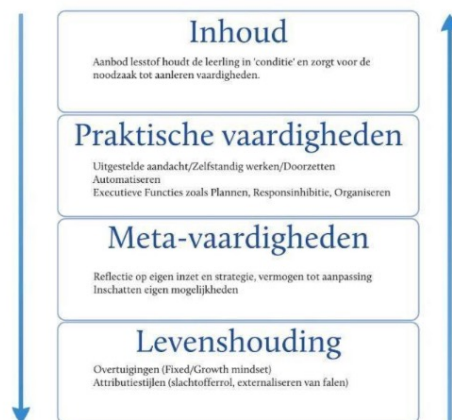 Inhoud
Aanbod lesstof houdt de leerling in 'conditie' en zorgt voor de
noodzaak tot aanleren vaardigheden.
Praktische vaardigheden
Uitgestelde aandacht/Zelfstandig werken/Doorzetten
Automatiseren
Executieve Functies zoals Plannen, Responsinhibitie, Organiseren
Meta-vaardigheden
Reflectie op eigen inzet en strategie, vermogen tot aanpassing
Inschatten eigen mogelijkheden
Levenshouding
Overtuigingen (Fixed/Growth mindset)
Attributiestijlen (slachtofferrol, externaliseren van falen)